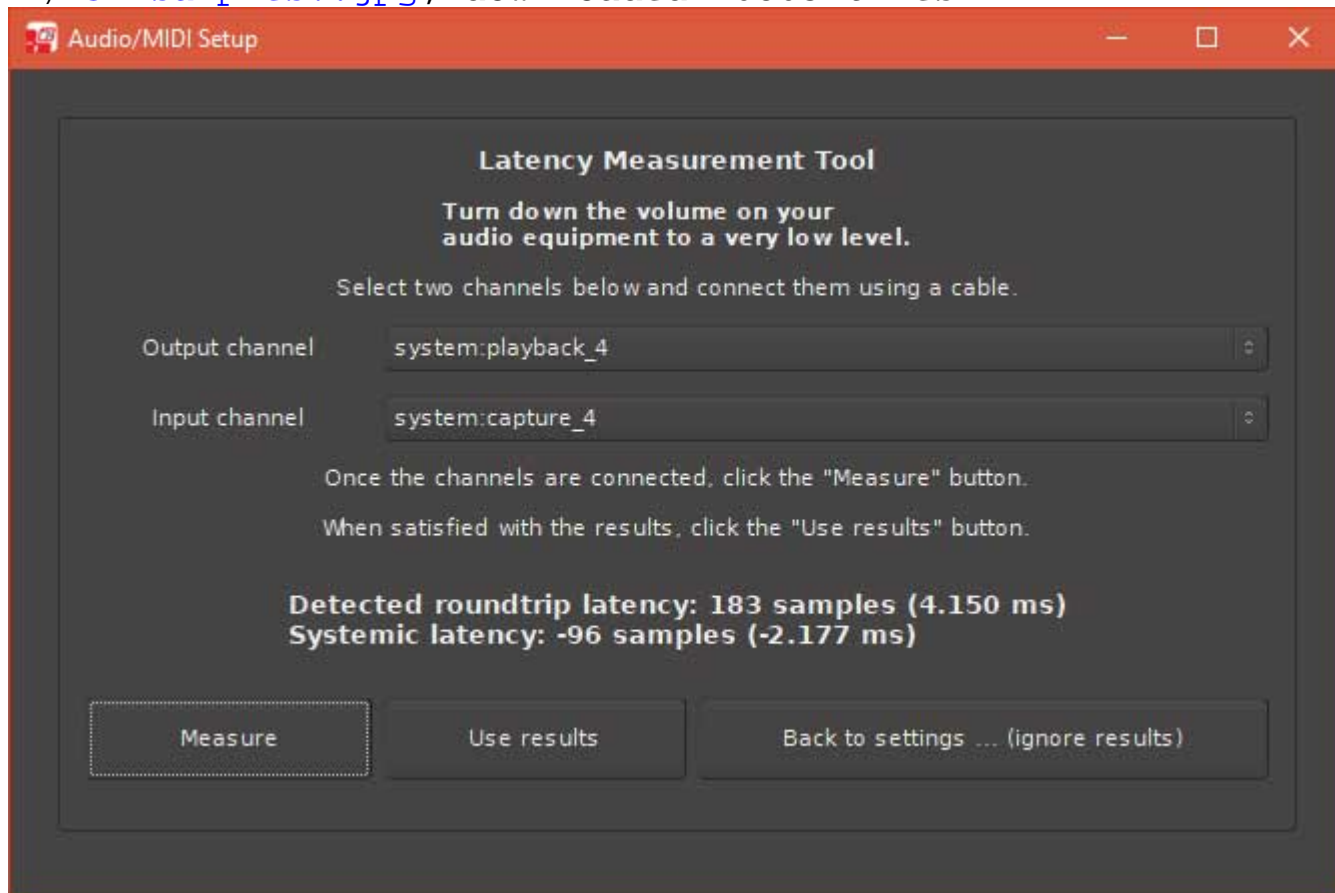 Audio/MIDI Setup
Latency Measurement Tool
Turn down the volume on your
audio equipment to a very low level.
Select two channels below and connect them using a cable.
Output channel system:playback_4
Input channel system:capture_4
Once the channels are connected, click the "Measure" button.
When satisfied with the results, click the "Use results" button.
Detected roundtrip latency: 183 samples (4.150 ms)
Systemic latency: -96 samples (-2.177 ms)
Measure Use results Back to settings ... (ignore results)